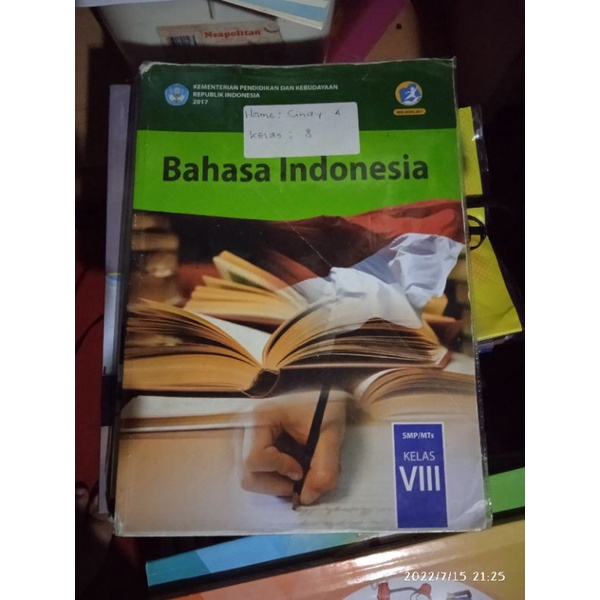 Neapolitan
KEMENTERIAN PENDIDIKAN DAN KEBUDAYAAN
REPUBLIK INDONESIA
2017
Name: Cindy A
Kelas: 8
Bahasa Indonesia
SMP/MTs
KELAS
VIII
2022/7/15 21:25